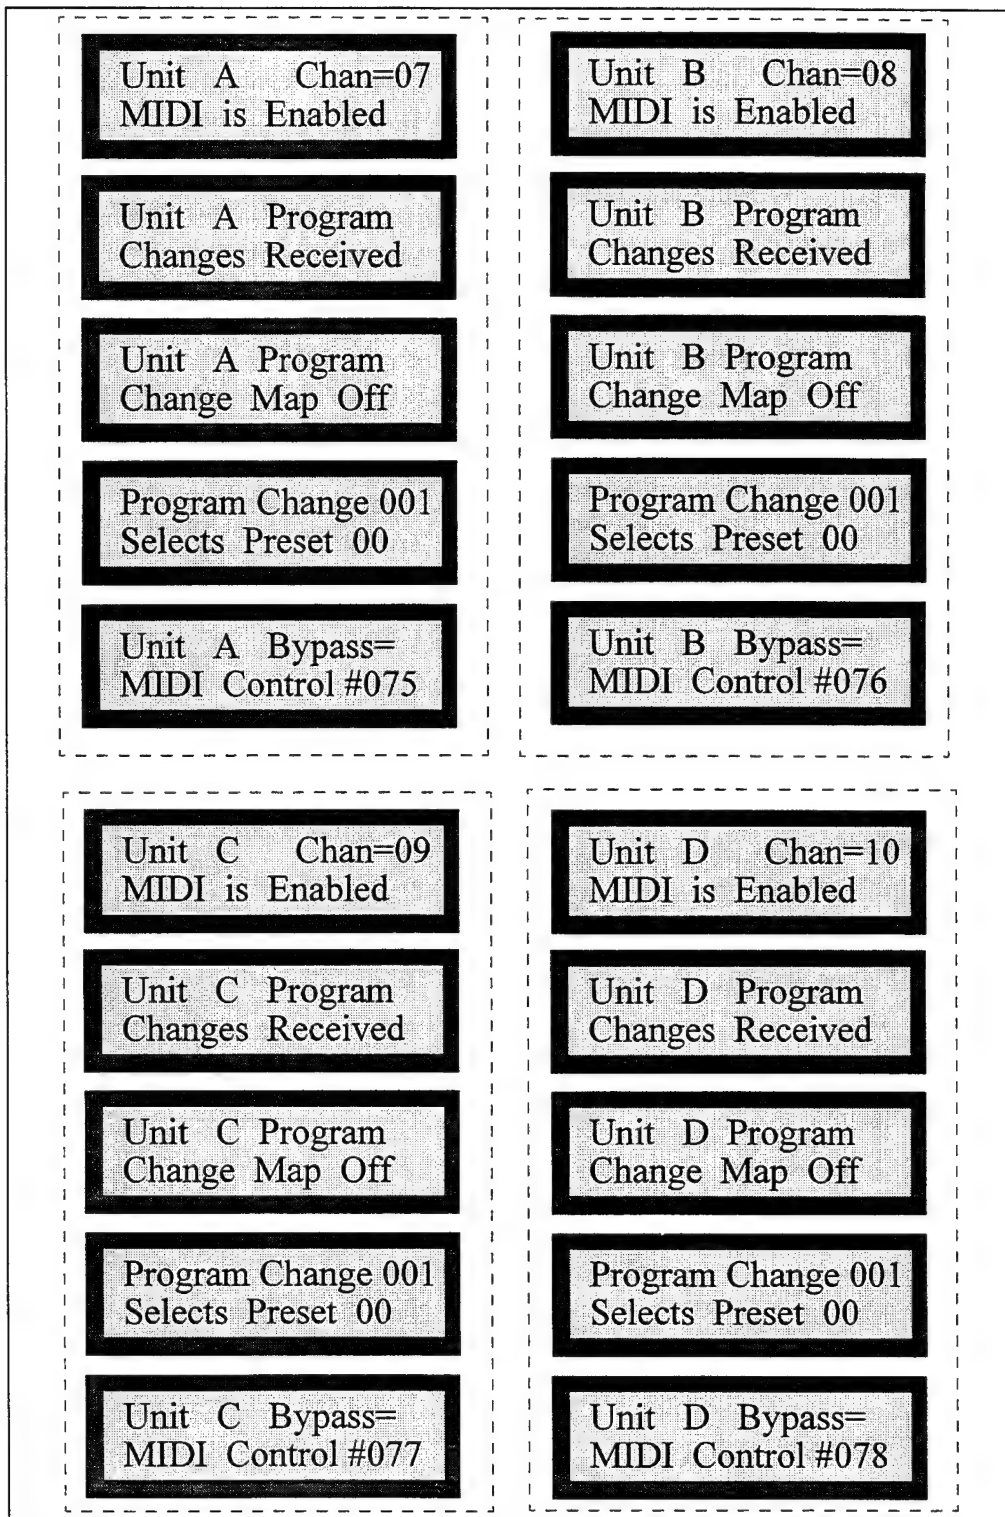 Unit A Chan=07
MIDI is Enabled
Unit A Program
Changes Received
Unit A Program
Change Map Off
Program Change 001
Selects Preset 00
Unit A Bypass=
MIDI Control #075
Unit B Chan=08
MIDI is Enabled
Unit B Program
Changes Received
Unit B Program
Change Map Off
Program Change 001
Selects Preset 00
Unit B Bypass=
MIDI Control #076
Unit C Chan=09
MIDI is Enabled
Unit C Program
Changes Received
Unit C Program
Change Map Off
Program Change 001
Selects Preset 00
Unit C Bypass=
MIDI Control #077
Unit D Chan=10
MIDI is Enabled
Unit D Program
Changes Received
Unit D Program
Change Map Off
Program Change 001
Selects Preset 00
Unit D Bypass=
MIDI Control #078